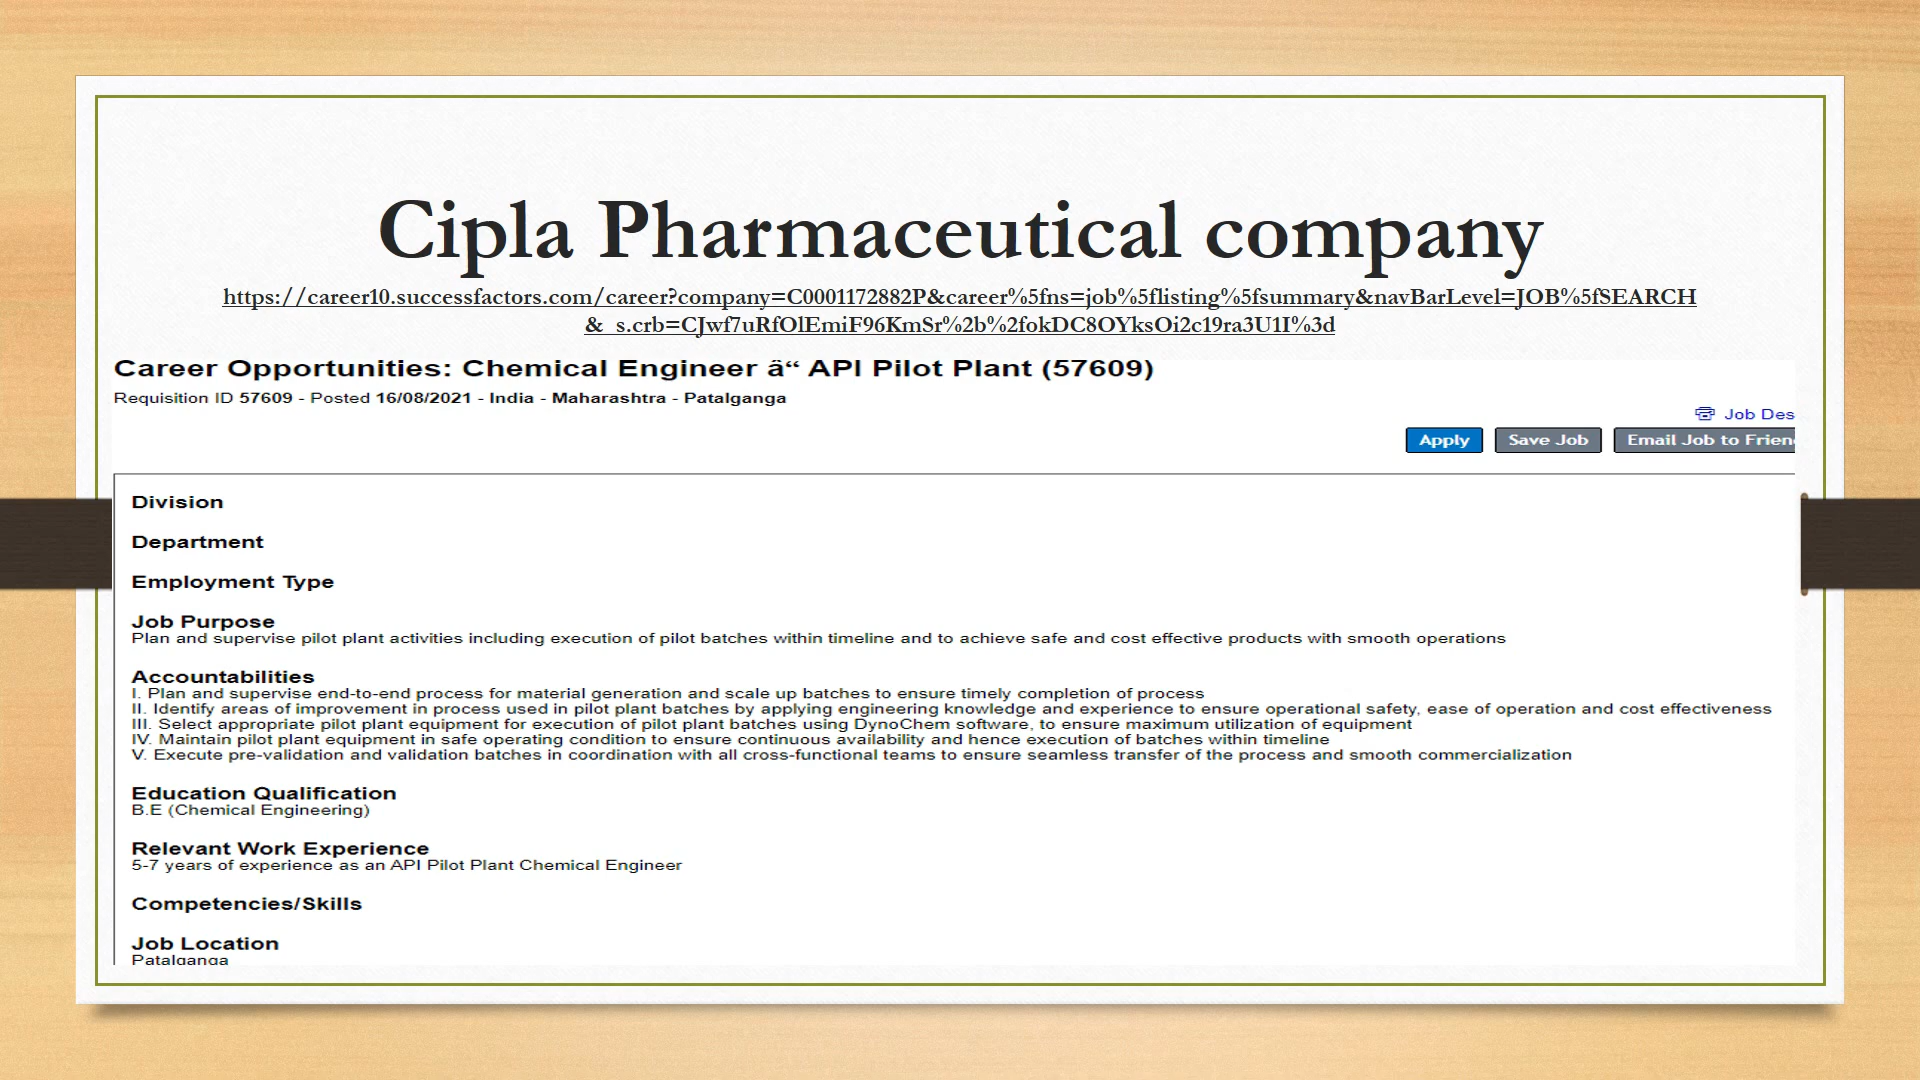 Cipla Pharmaceutical company
https://career10.successfactors.com/career?company=C0001172882P&career%5fns=job%5flisting%5fsummary&navBarLevel=JOB%5fSEARCH
&_s.crb=CJwf7uRfOlEmiF96KmSr%2b%2fokDC8OYksOi2c19ra3U1I%3d
Career Opportunities: Chemical Engineer â“ API Pilot Plant (57609)
Requisition ID 57609 - Posted 16/08/2021 - India - Maharashtra - Patalganga
Job Des
Apply Save Job Email Job to Frien
Division
Department
Employment Type
Job Purpose
Plan and supervise pilot plant activities including execution of pilot batches within timeline and to achieve safe and cost effective products with smooth operations
Accountabilities
I. Plan and supervise end-to-end process for material generation and scale up batches to ensure timely completion of process
II. Identify areas of improvement in process used in pilot plant batches by applying engineering knowledge and experience to ensure operational safety, ease of operation and cost effectiveness
III. Select appropriate pilot plant equipment for execution of pilot plant batches using DynoChem software, to ensure maximum utilization of equipment
IV. Maintain pilot plant equipment in safe operating condition to ensure continuous availability and hence execution of batches within timeline
V. Execute pre-validation and validation batches in coordination with all cross-functional teams to ensure seamless transfer of the process and smooth commercialization
Education Qualification
B.E (Chemical Engineering)
Relevant Work Experience
5-7 years of experience as an API Pilot Plant Chemical Engineer
Competencies/Skills
Job Location
Patalganga